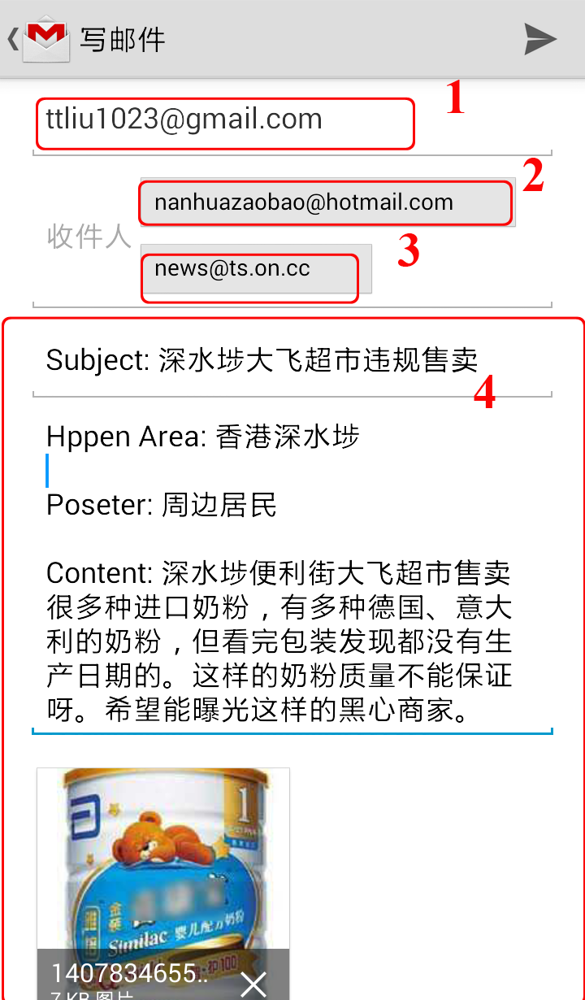 写邮件
1
ttliu1023@gmail.com
2
nanhuazaobao@hotmail.com
收件人
3
news@ts.on.cc
Subject: 深水埗大飞超市违规售卖
4
Hppen Area: 香港深水埗
Poseter: 周边居民
Content: 深水埗便利街大飞超市售卖
很多种进口奶粉，有多种德国、意大
利的奶粉，但看完包装发现都没有生
产日期的。这样的奶粉质量不能保证
呀。希望能曝光这样的黑心商家。
1
金装
婴儿配方奶粉
Similac
1407834655..
7 KB 图片